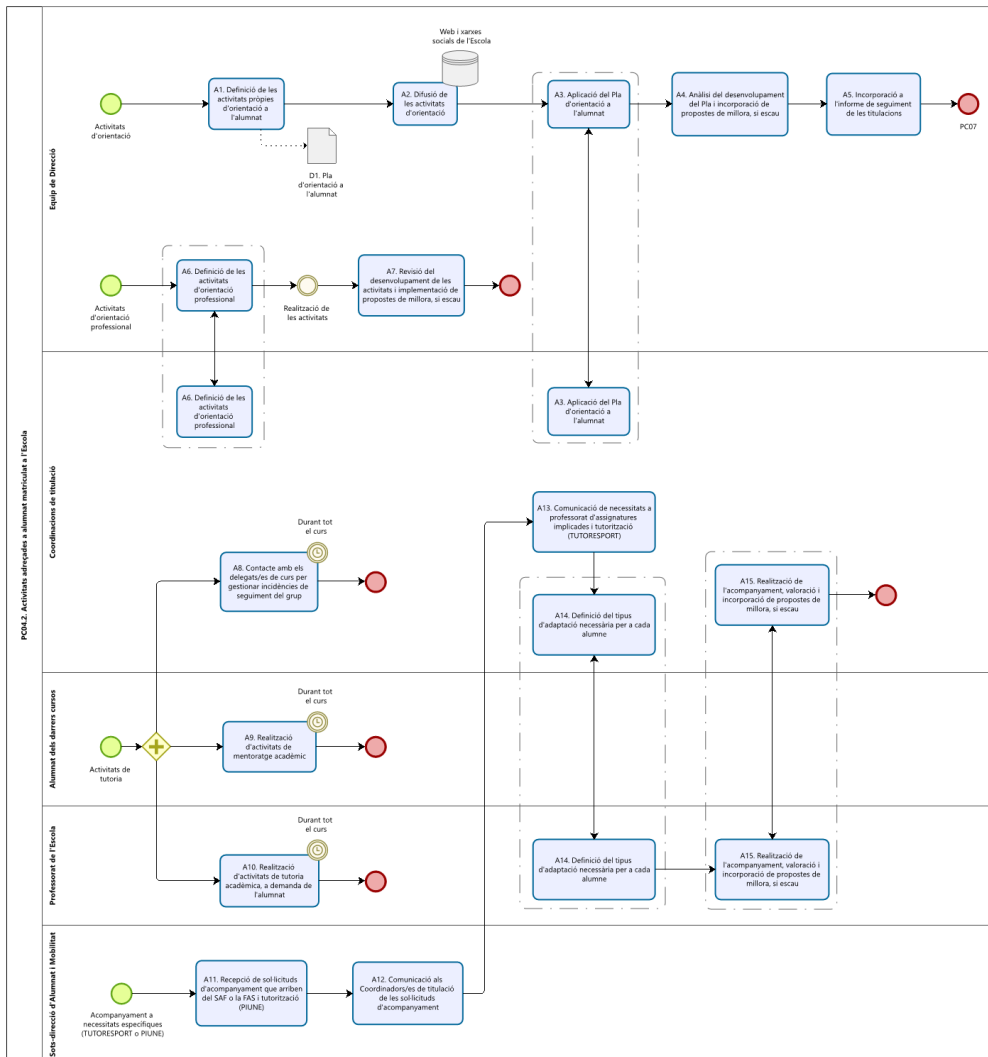 PC04.2. Activitats adreçades a alumnat matriculat a l'Escola
Equip de Direcció
Activitats
d'orientació
A1. Definició de les
activitats pròpies
d'orientació a
l'alumnat
D1. Pla
d'orientació a
l'alumnat
Web i xarxes
socials de l'Escola
A2. Difusió de
les activitats
d'orientació
A3. Aplicació del Pla
d'orientació a
l'alumnat
A4. Anàlisi del desenvolupament
del Pla i incorporació de
propostes de millora, si escau
A5. Incorporació a
l'informe de seguiment
de les titulacions
PC07
Activitats
d'orientació
professional
A6. Definició de les
activitats
d'orientació
professional
Realització de
les activitats
A7. Revisió del
desenvolupament de les
activitats i implementació de
propostes de millora, si escau
Coordinacions de titulació
A6. Definició de les
activitats
d'orientació
professional
A3. Aplicació del Pla
d'orientació a
l'alumnat
Durant tot
el curs
A8. Contacte amb els
delegats/es de curs per
gestionar incidències de
seguiment del grup
A13. Comunicació de necessitats a
professorat d'assignatures
implicades i tutorització
(TUTORESPORT)
A14. Definició del tipus
d'adaptació necessària per a cada
alumne
A15. Realització de
l'acompanyament, valoració i
incorporació de propostes de
millora, si escau
Alumnat dels darrers cursos
Activitats de
tutoria
Durant tot
el curs
A9. Realització
d'activitats de
mentoratge acadèmic
Professorat de l'Escola
Durant tot
el curs
A10. Realització
d'activitats de tutoria
acadèmica, a demanda de
l'alumnat
A14. Definició del tipus
d'adaptació necessària per a cada
alumne
A15. Realització de
l'acompanyament, valoració i
incorporació de propostes de
millora, si escau
Sots-direcció d'Alumnat i Mobilitat
Acompanyament a
necessitats específiques
(TUTORESPORT o PIUNE)
A11. Recepció de sol·licituds
d'acompanyament que arriben
del SAF o la FAS i tutorització
(PIUNE)
A12. Comunicació als
Coordinadors/es de titulació
de les sol·licituds
d'acompanyament